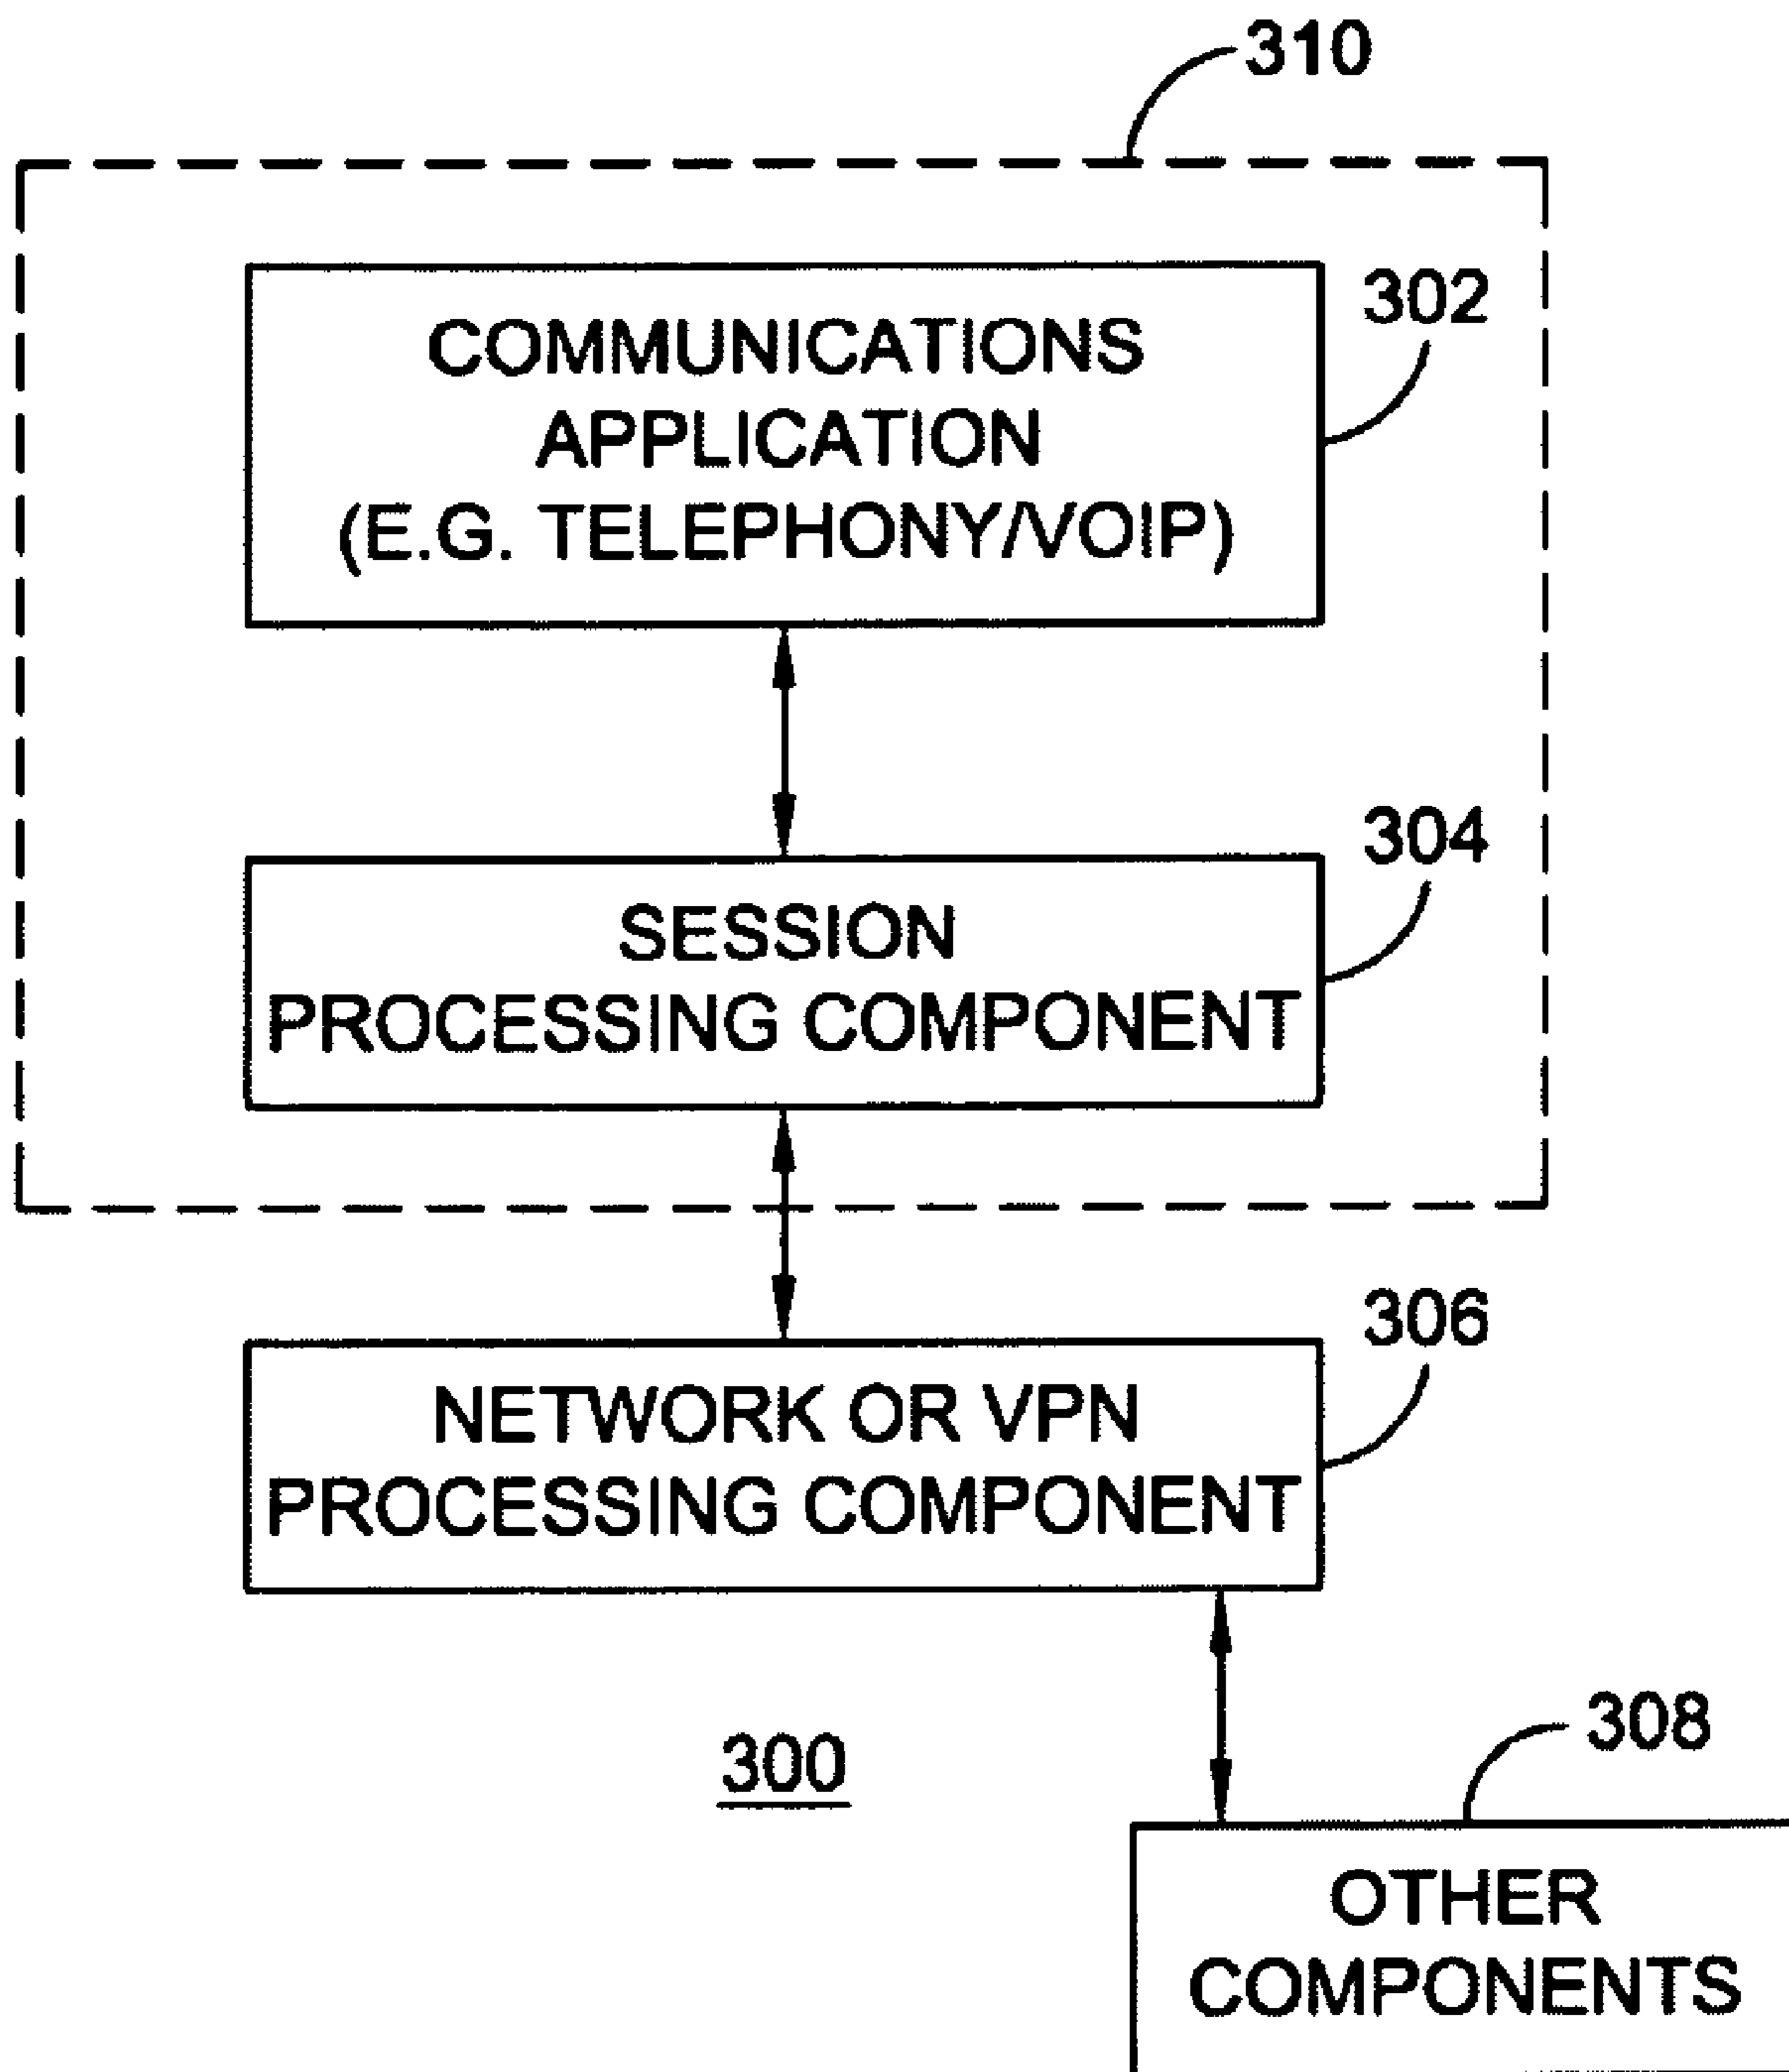 310
COMMUNICATIONS
APPLICATION
(E.G. TELEPHONY/VOIP)
302
SESSION
PROCESSING COMPONENT
304
NETWORK OR VPN
PROCESSING COMPONENT
306
300
308
OTHER
COMPONENTS